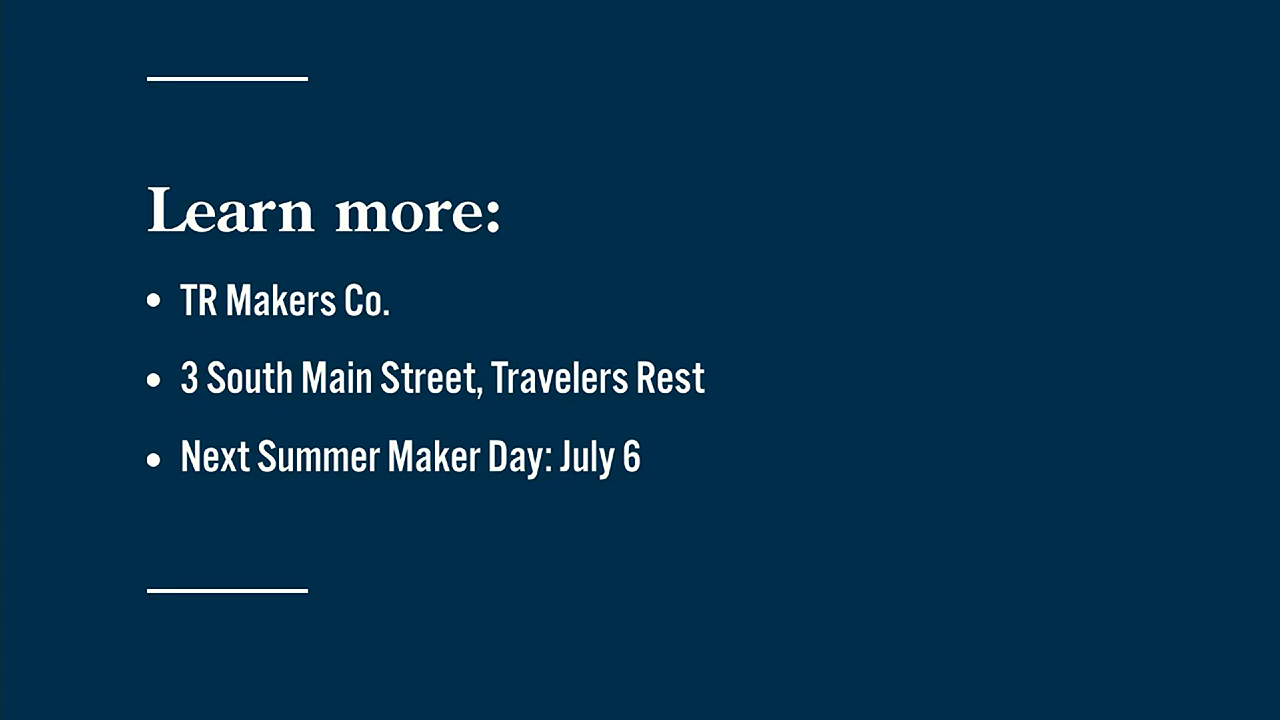 Learn more:
• TR Makers Co.
• 3 South Main Street, Travelers Rest
• Next Summer Maker Day: July 6